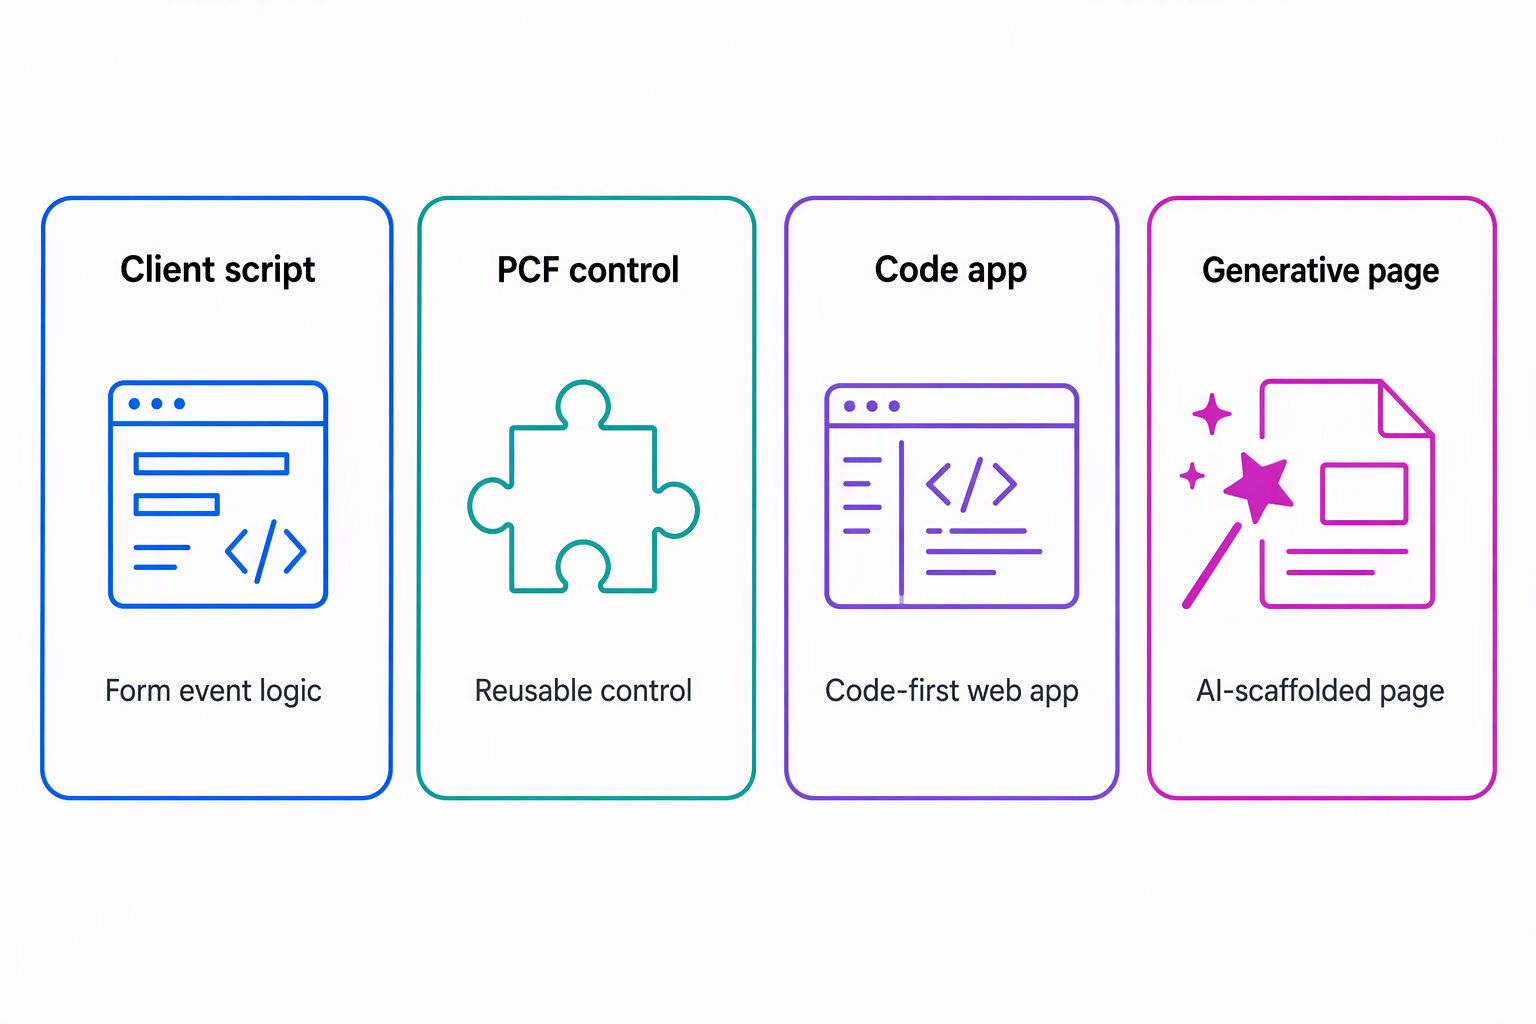 Client script
Form event logic
PCF control
Reusable control
Code app
</>
Code-first web app
Generative page
AI-scaffolded page